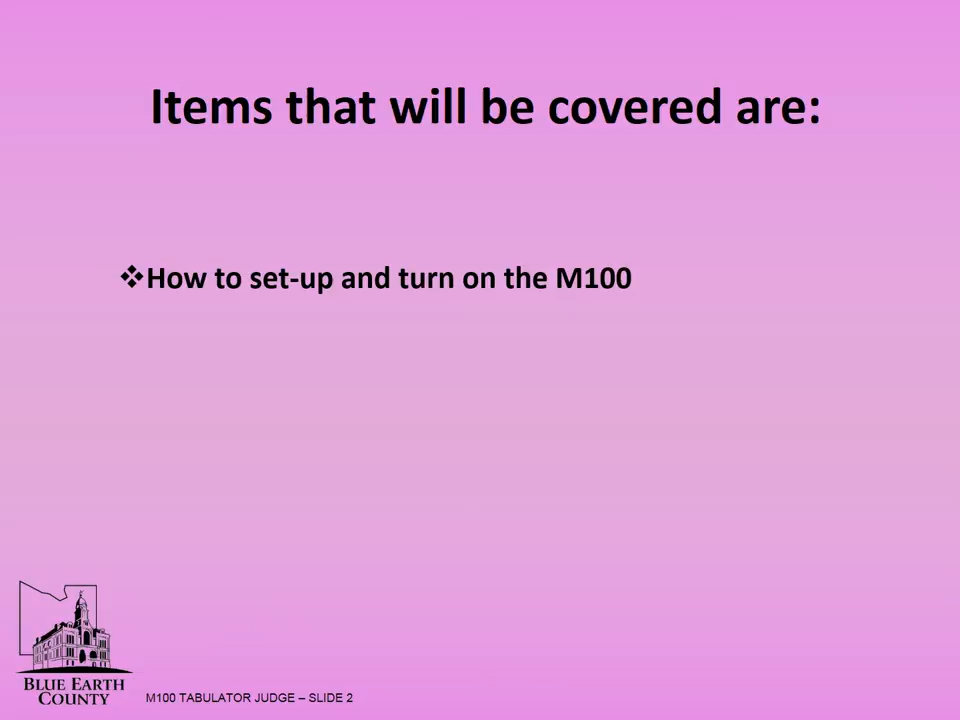 Items that will be covered are:
❖How to set-up and turn on the M100
BLUE EARTH
COUNTY
M100 TABULATOR JUDGE – SLIDE 2